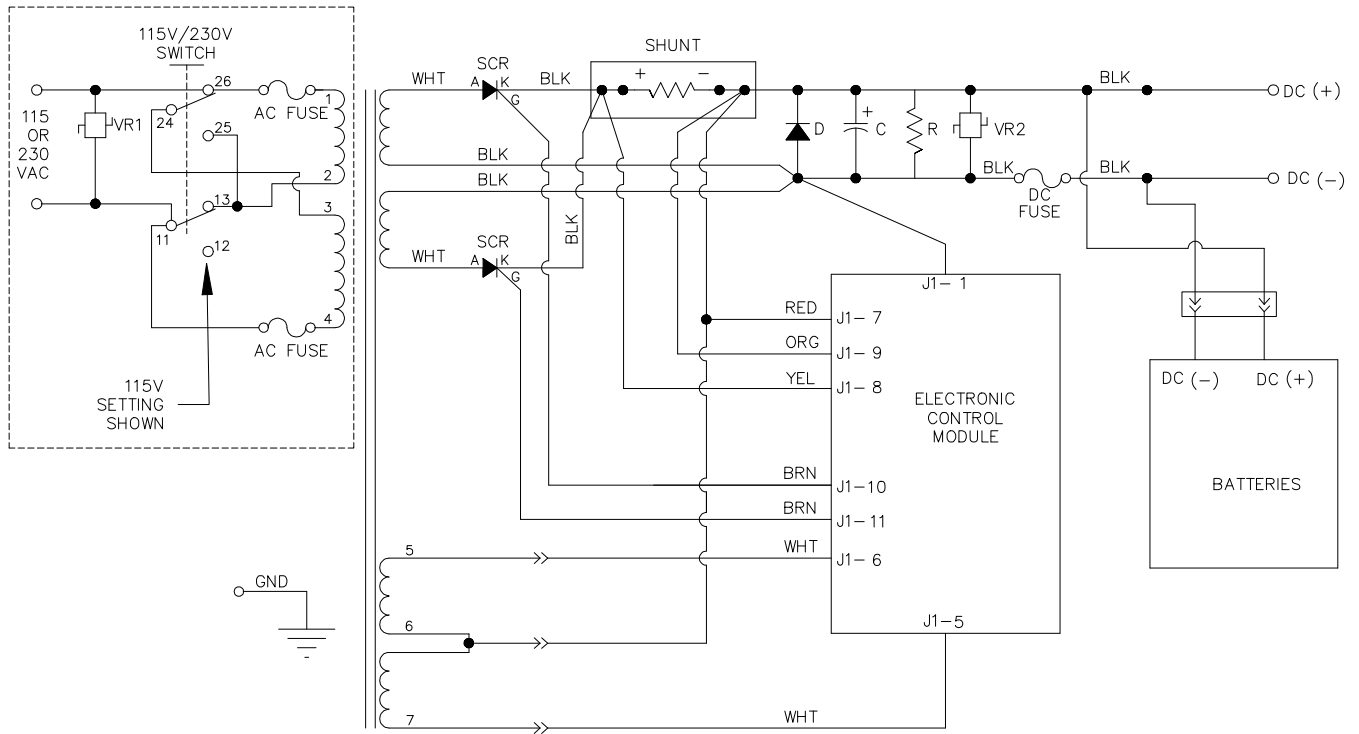 115V/230V
SWITCH
26
AC FUSE
1
24
VR1
115
OR
230
VAC
25
2
13
3
11
12
4
AC FUSE
115V
SETTING
SHOWN
GND
WHT
SCR
A
K
G
BLK
SHUNT
+
-
BLK
BLK
BLK
WHT
SCR
A
K
G
D
+
C
R
VR2
BLK
DC (+)
BLK
DC
FUSE
BLK
DC (-)
J1- 1
RED
J1- 7
ORG
J1- 9
YEL
J1- 8
ELECTRONIC
CONTROL
MODULE
BRN
J1-10
BRN
J1-11
WHT
J1- 6
J1-5
5
6
7
WHT
DC (-)
DC (+)
BATTERIES